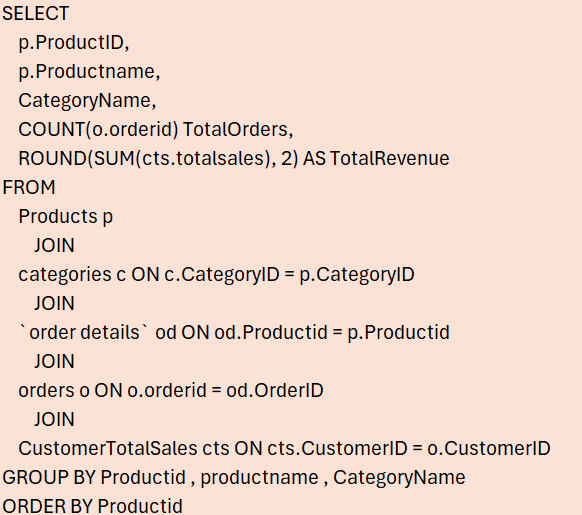 SELECT
p.ProductID,
p.Productname,
CategoryName,
COUNT(o.orderid) TotalOrders,
ROUND(SUM(cts.totalsales), 2) AS TotalRevenue
FROM
Products p
JOIN
categories c ON c.CategoryID = p.CategoryID
JOIN
`order details` od ON od.Productid = p.Productid
JOIN
orders o ON o.orderid = od.OrderID
JOIN
CustomerTotalSales cts ON cts.CustomerID = o.CustomerID
GROUP BY Productid , productname , CategoryName
ORDER BY Productid